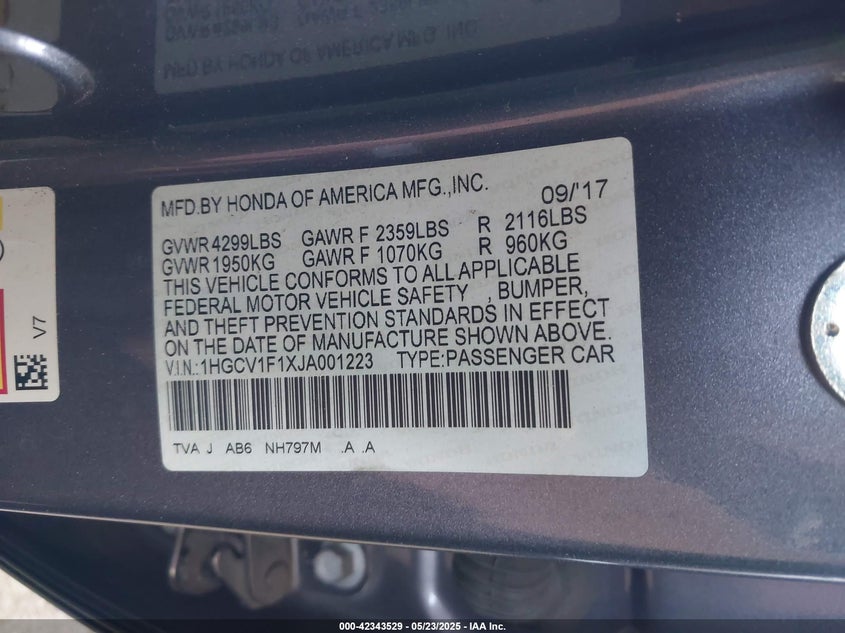 MFD.BY HONDA OF AMERICA MFG.,INC. 09/'17
GVWR 4299LBS GAWR F 2359LBS R 2116LBS
GVWR 1950KG GAWR F 1070KG R 960KG
THIS VEHICLE CONFORMS TO ALL APPLICABLE
FEDERAL MOTOR VEHICLE SAFETY , BUMPER,
AND THEFT PREVENTION STANDARDS IN EFFECT
ON THE DATE OF MANUFACTURE SHOWN ABOVE.
V.I.N.:1HGCV1F1XJA001223 TYPE:PASSENGER CAR
TVA J AB6 NH797M .A .A
V7
000-42343529 - 05/23/2025 - IAA Inc.